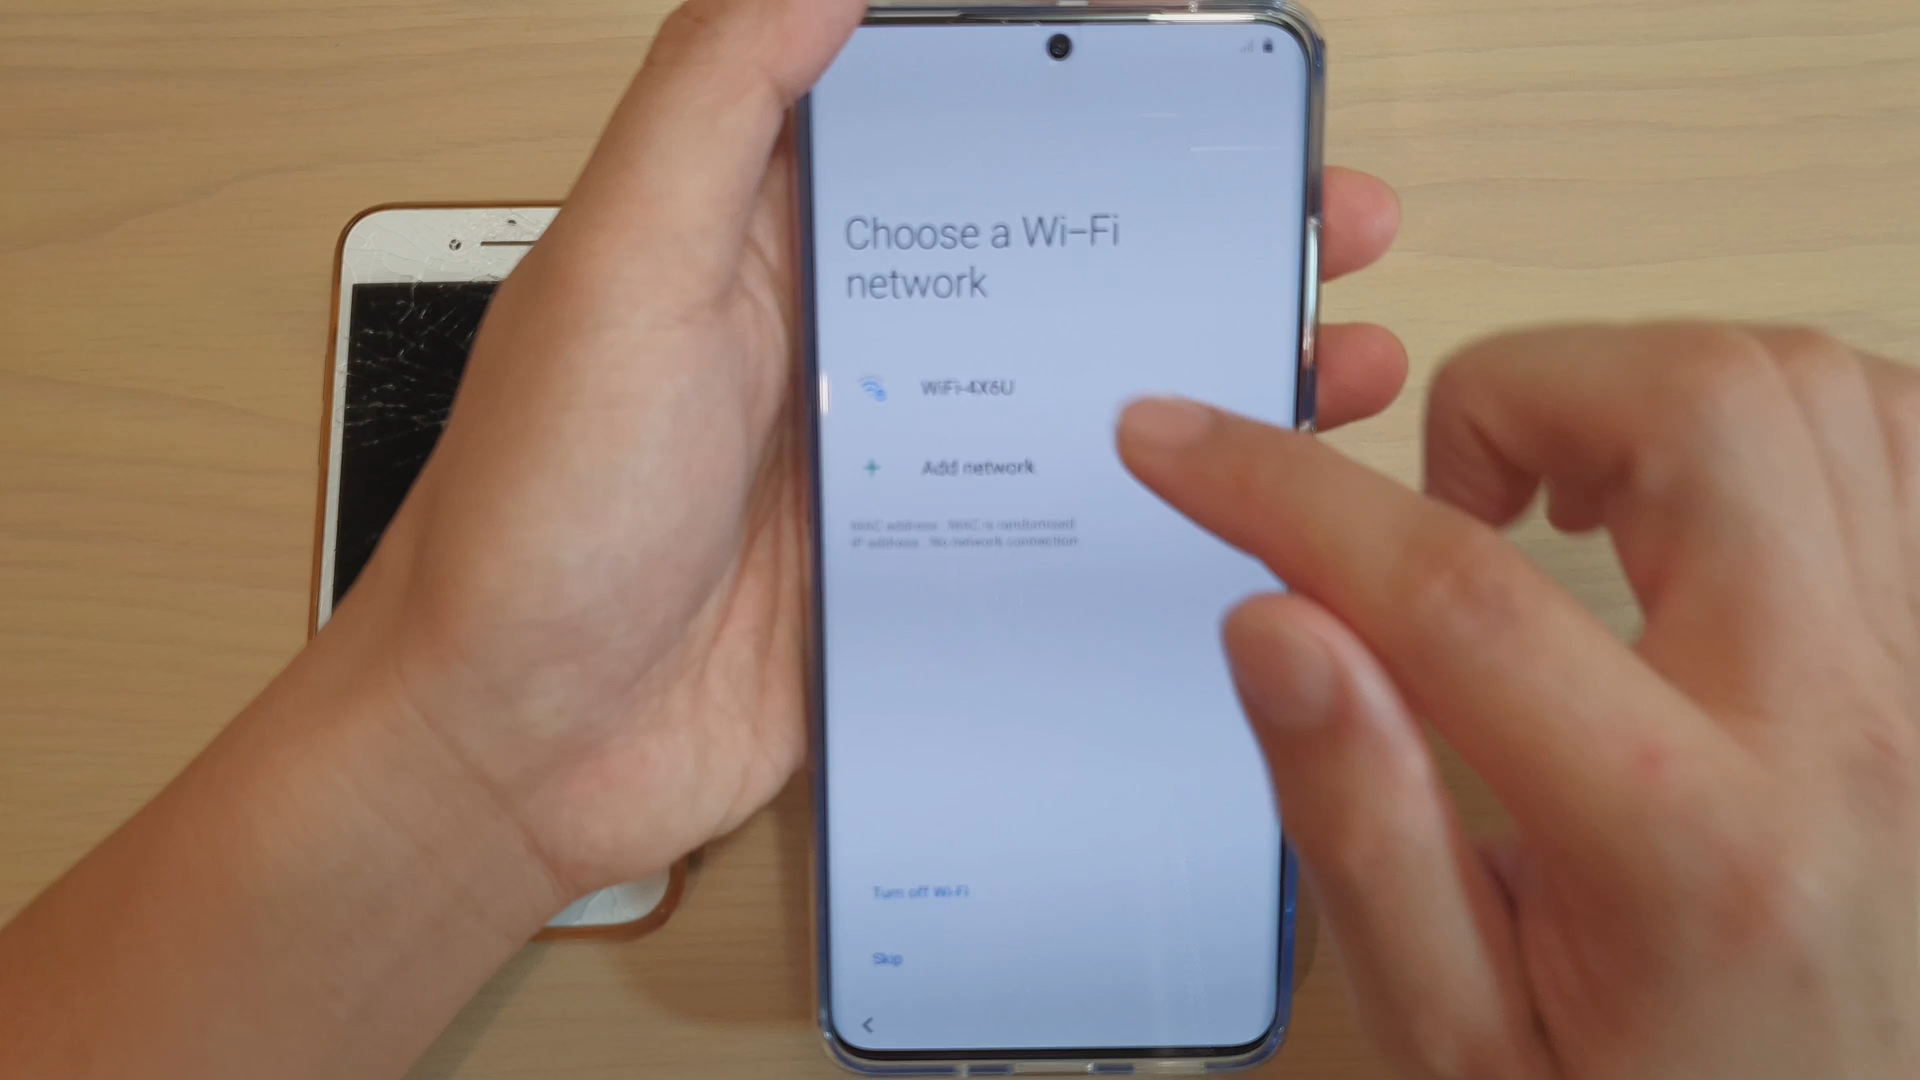 Choose a Wi-Fi
network
WiFi-4X6U
Add network
MAC address : MAC is randomised
IP address : No network connection
Turn off Wi-Fi
Skip